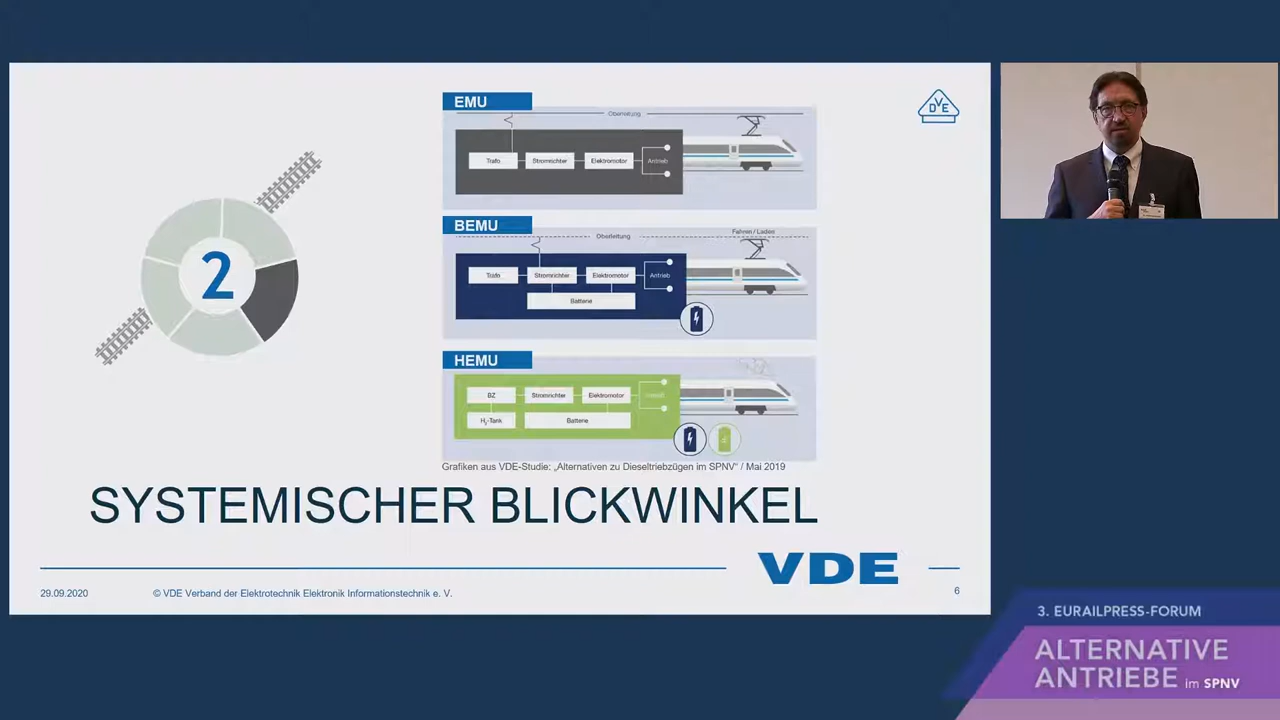 EMU
Oberleitung
Trafo
Stromrichter
Elektromotor
Antrieb
BEMU
Oberleitung
Fahren / Laden
Trafo
Stromrichter
Elektromotor
Antrieb
Batterie
HEMU
BZ
Stromrichter
Elektromotor
H₂-Tank
Batterie
2
Grafiken aus VDE-Studie: „Alternativen zu Dieseltriebzügen im SPNV“ / Mai 2019
SYSTEMISCHER BLICKWINKEL
VDE
29.09.2020
© VDE Verband der Elektrotechnik Elektronik Informationstechnik e. V.
6
DVE
3. EURAILPRESS-FORUM
ALTERNATIVE
ANTRIEBE im SPNV